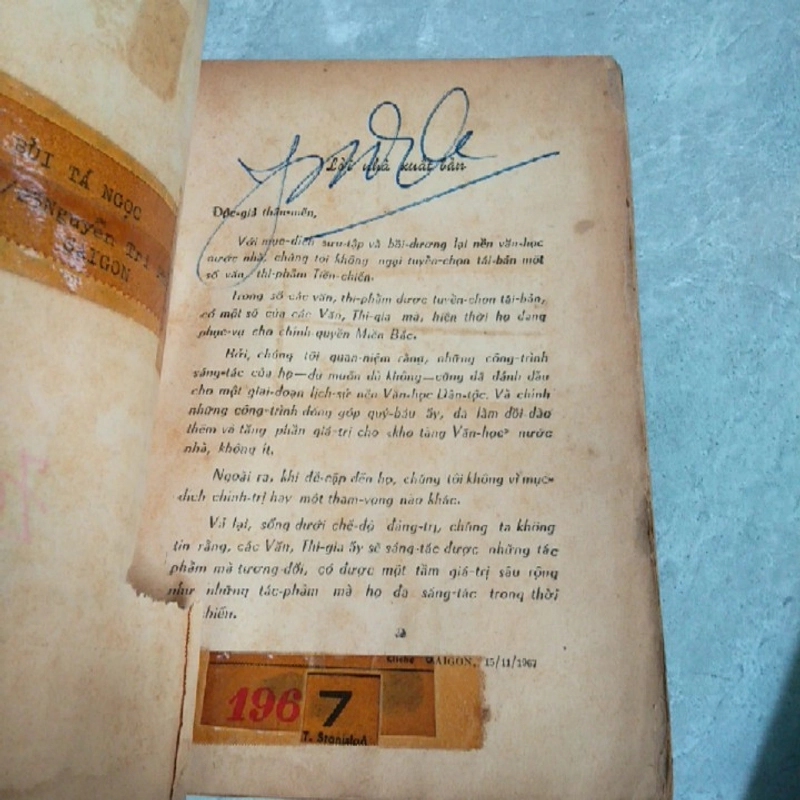 BÙI TÁ NGỌC
Nguyễn Tri
SAIGON
Lời nhà xuất bản
Độc-giả thân-mến,
Với mục-đích sưu-tập và bồi-dưỡng lại nền văn-học
nước nhà, chúng tôi không ngại tuyển-chọn tái-bản một
số văn, thi-phẩm Tiền-chiến.
Trong số các văn, thi-phẩm được tuyển-chọn tái-bản,
có một số của các Văn, Thi-gia mà, hiện thời họ đang
phục-vụ cho chính-quyền Miền Bắc.
Bởi, chúng tôi quan-niệm rằng, những công-trình
sáng-tác của họ—dù muốn dù không—cũng đã đánh dấu
cho một giai-đoạn lịch-sử nền Văn-học Dân-tộc. Và chính
những công-trình đóng góp quý-báu ấy, đã làm dồi-dào
thêm và tăng phần giá-trị cho «kho tàng Văn-học» nước
nhà, không ít.
Ngoài ra, khi đề-cập đến họ, chúng tôi không vì mục-
đích chính-trị hay một tham-vọng nào khác.
Vả lại, sống dưới chế-độ đảng-trị, chúng ta không
tin rằng, các Văn, Thi-gia ấy sẽ sáng-tác được những tác
phẩm mà tương-đối, có được một tầm giá-trị sâu rộng
như những tác-phẩm mà họ đã sáng-tác trong thời
chiến.
SAIGON, 15/11/1967
1967
T. Stanislad